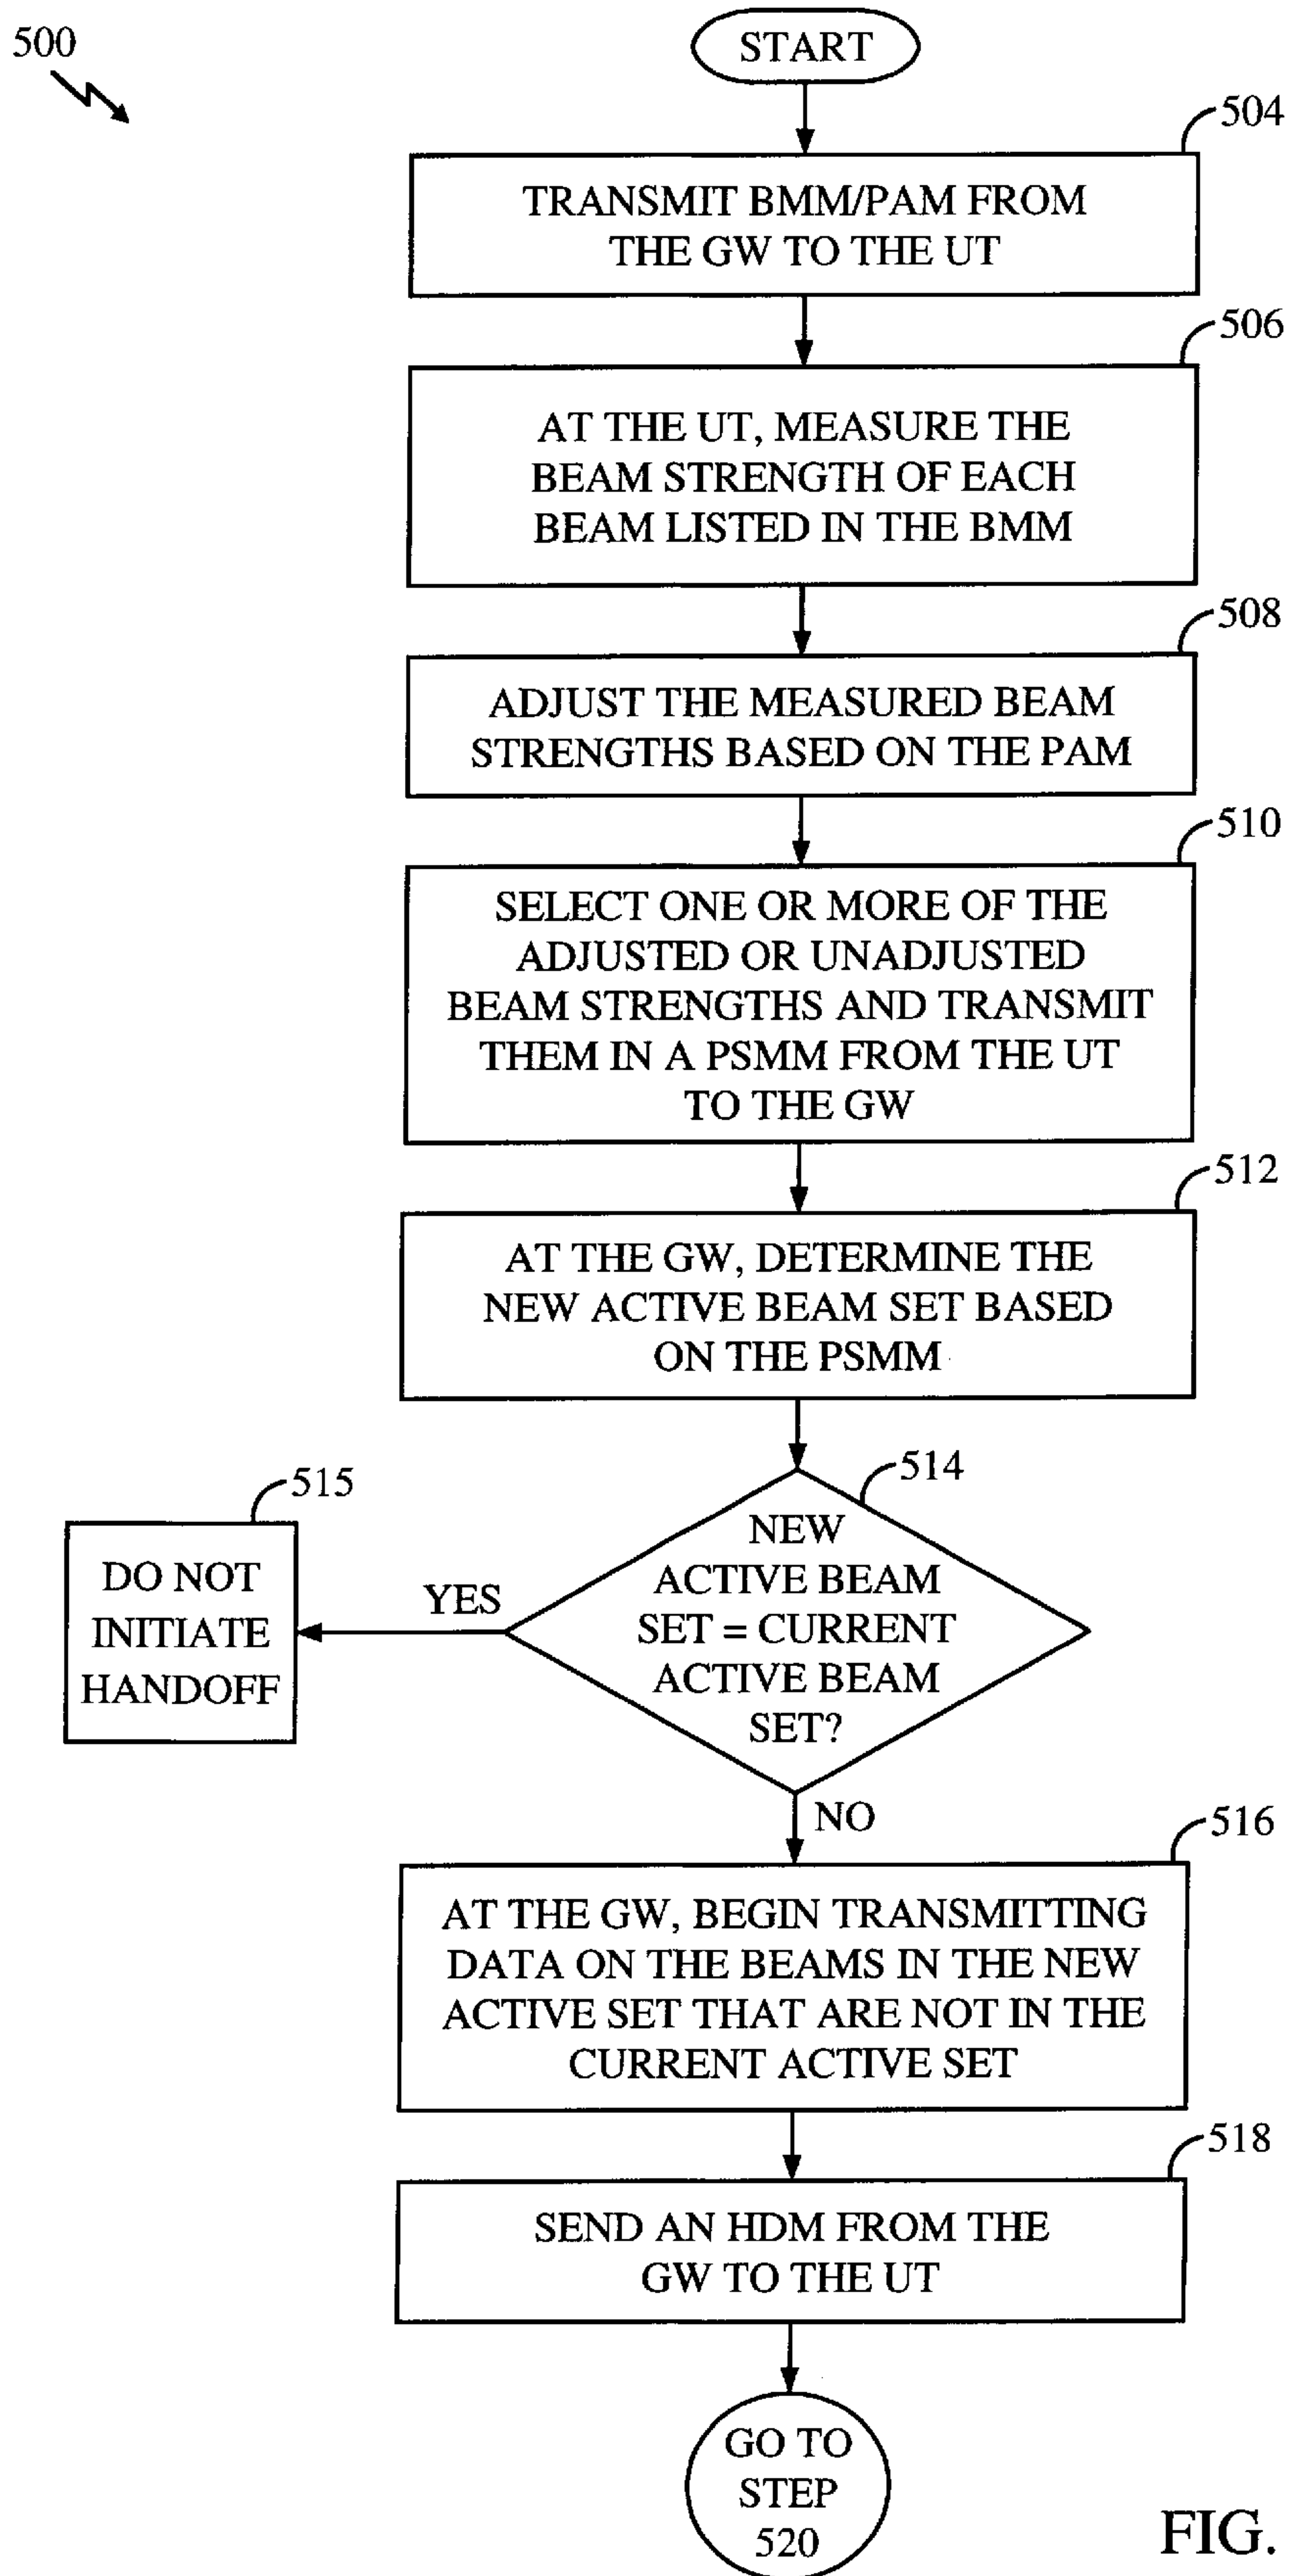 500
START
504
TRANSMIT BMM/PAM FROM
THE GW TO THE UT
506
AT THE UT, MEASURE THE
BEAM STRENGTH OF EACH
BEAM LISTED IN THE BMM
508
ADJUST THE MEASURED BEAM
STRENGTHS BASED ON THE PAM
510
SELECT ONE OR MORE OF THE
ADJUSTED OR UNADJUSTED
BEAM STRENGTHS AND TRANSMIT
THEM IN A PSMM FROM THE UT
TO THE GW
512
AT THE GW, DETERMINE THE
NEW ACTIVE BEAM SET BASED
ON THE PSMM
514
NEW
ACTIVE BEAM
SET = CURRENT
ACTIVE BEAM
SET?
YES
515
DO NOT
INITIATE
HANDOFF
NO
516
AT THE GW, BEGIN TRANSMITTING
DATA ON THE BEAMS IN THE NEW
ACTIVE SET THAT ARE NOT IN THE
CURRENT ACTIVE SET
518
SEND AN HDM FROM THE
GW TO THE UT
GO TO
STEP
520
FIG.